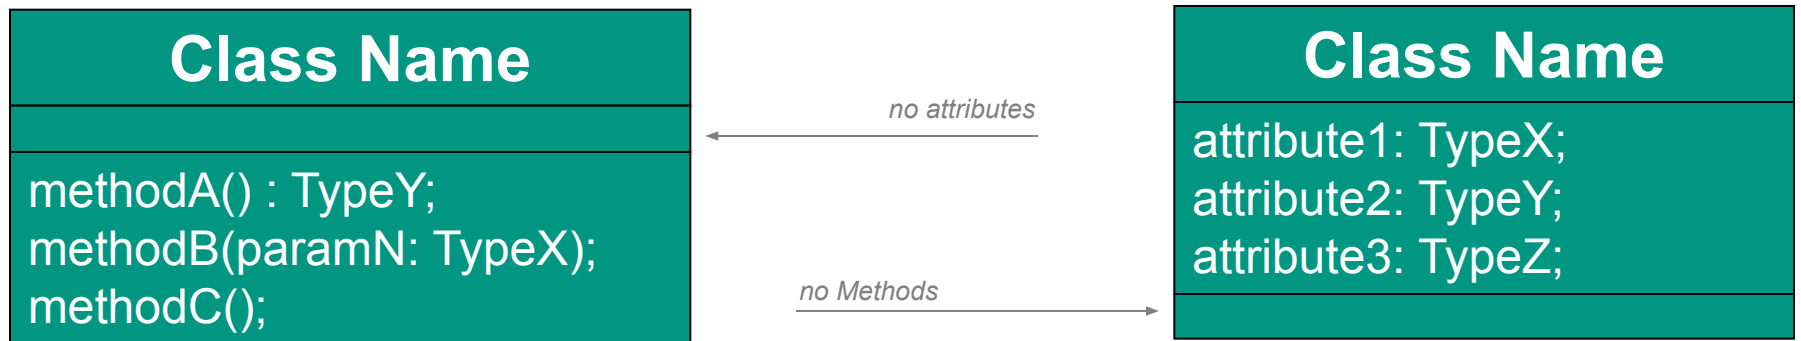 Class Name
methodA() : TypeY;
methodB(paramN: TypeX);
methodC();
no attributes
no Methods
Class Name
attribute1: TypeX;
attribute2: TypeY;
attribute3: TypeZ;